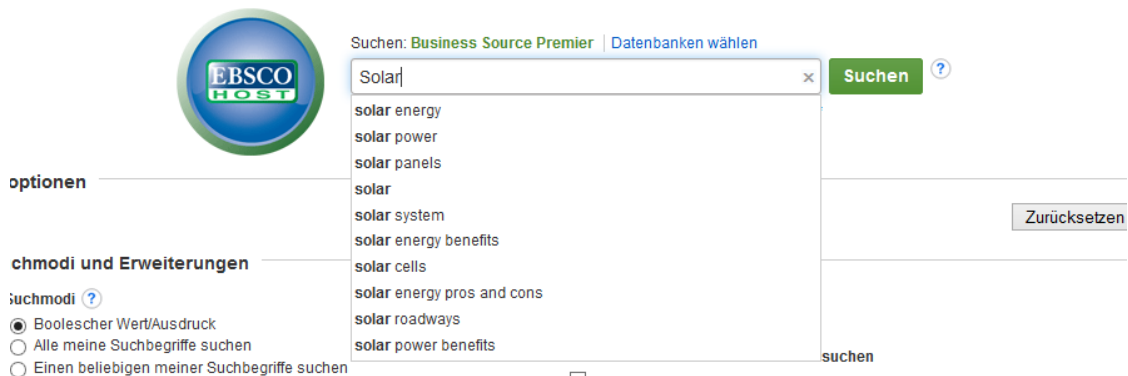 Suchen: Business Source Premier | Datenbanken wählen
EBSCO
HOST
Solar × Suchen ?
solar energy
solar power
solar panels
solar
solar system
solar energy benefits
solar cells
solar energy pros and cons
solar roadways
solar power benefits
optionen
Zurücksetzen
chmodi und Erweiterungen
Suchmodi ?
Boolescher Wert/Ausdruck
Alle meine Suchbegriffe suchen
Einen beliebigen meiner Suchbegriffe suchen
suchen